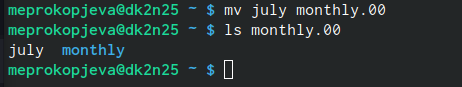 meprokopjeva@dk2n25 ~ $ mv july monthly.00
meprokopjeva@dk2n25 ~ $ ls monthly.00
july  monthly
meprokopjeva@dk2n25 ~ $